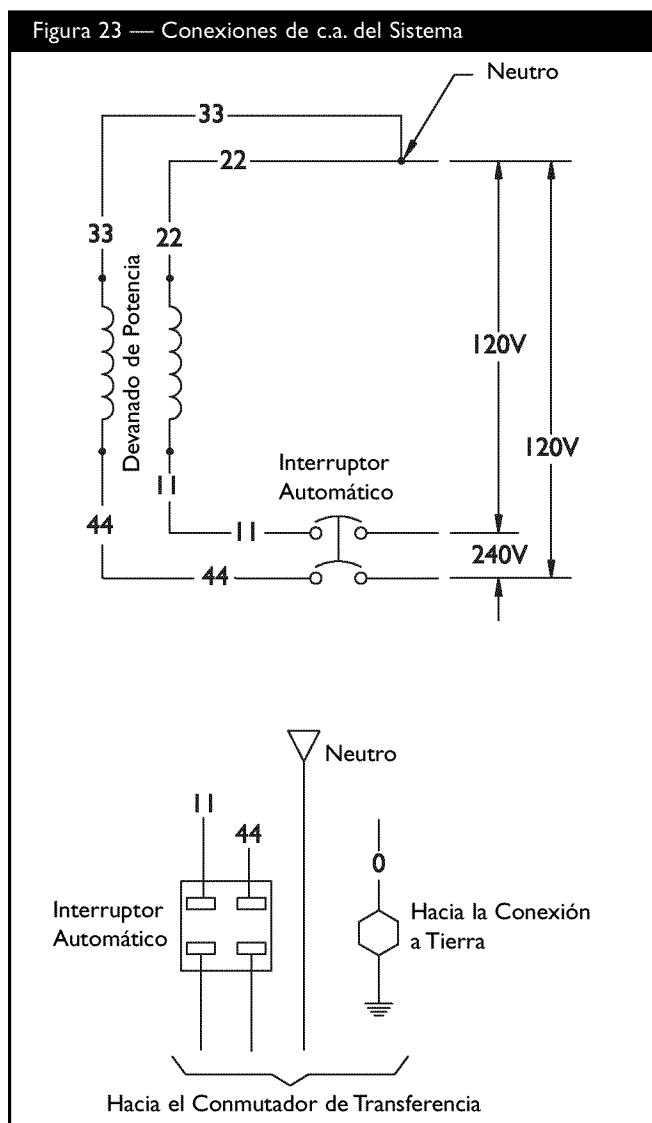 Figura 23 — Conexiones de c.a. del Sistema
Neutro
33
22
33
22
Devanado de Potencia
120V
120V
Interruptor
Automático
11
44
11
240V
44
Neutro
11
44
0
Interruptor
Automático
Hacia la Conexión
a Tierra
Hacia el Conmutador de Transferencia